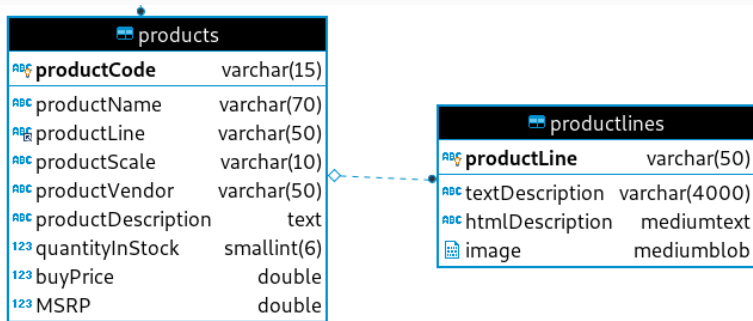 products
productCode varchar(15)
productName varchar(70)
productLine varchar(50)
productScale varchar(10)
productVendor varchar(50)
productDescription text
quantityInStock smallint(6)
buyPrice double
MSRP double
productlines
productLine varchar(50)
textDescription varchar(4000)
htmlDescription mediumtext
image mediumblob